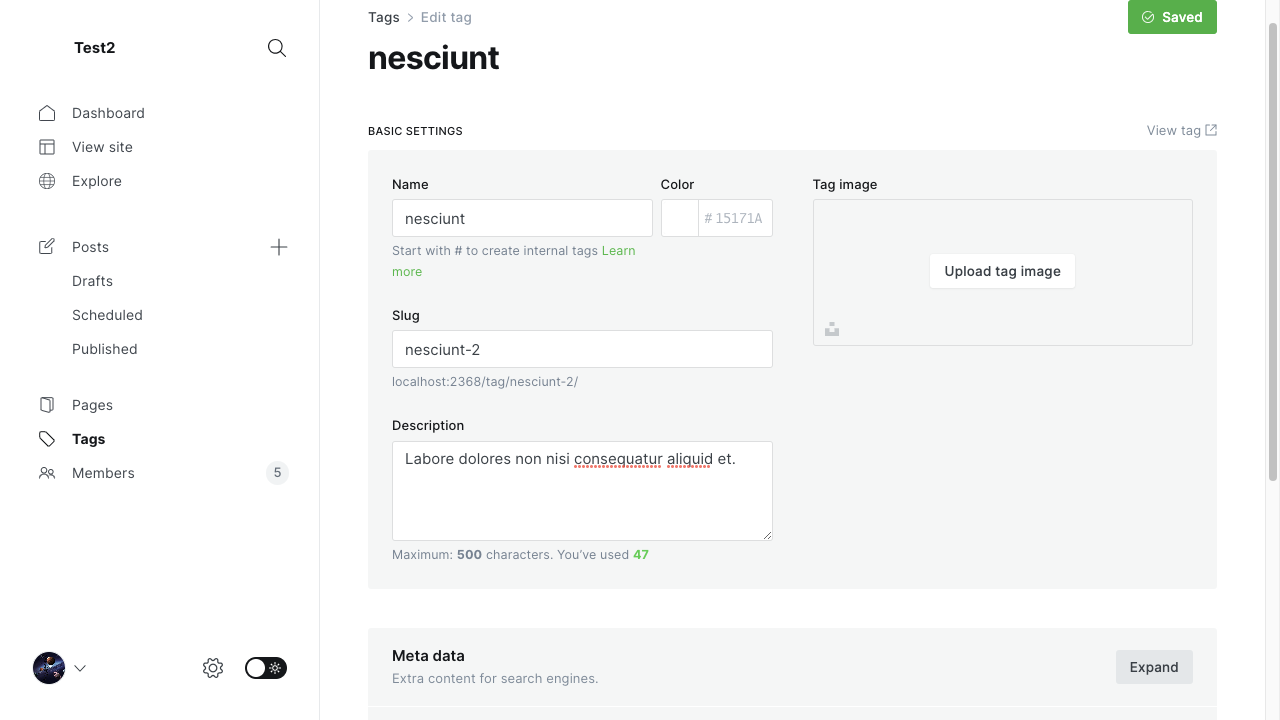 Test2
Dashboard
View site
Explore
Posts
Drafts
Scheduled
Published
Pages
Tags
Members 5
Tags > Edit tag
Saved
nesciunt
BASIC SETTINGS
View tag
Name
nesciunt
Start with # to create internal tags Learn
more
Color
# 15171A
Slug
nesciunt-2
localhost:2368/tag/nesciunt-2/
Description
Labore dolores non nisi consequatur aliquid et.
Maximum: 500 characters. You’ve used 47
Tag image
Upload tag image
Meta data
Extra content for search engines.
Expand